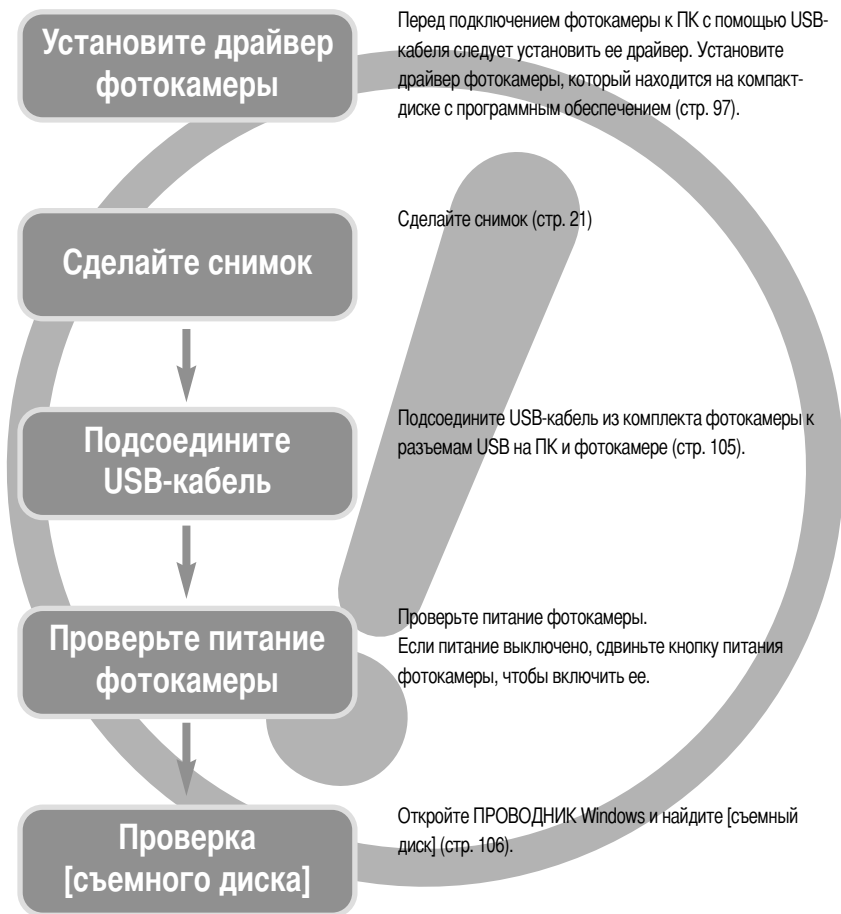 Установите драйвер
фотокамеры
Перед подключением фотокамеры к ПК с помощью USB-
кабеля следует установить ее драйвер. Установите
драйвер фотокамеры, который находится на компакт-
диске с программным обеспечением (стр. 97).
Сделайте снимок
Сделайте снимок (стр. 21)
Подсоедините
USB-кабель
Подсоедините USB-кабель из комплекта фотокамеры к
разъемам USB на ПК и фотокамере (стр. 105).
Проверьте питание
фотокамеры
Проверьте питание фотокамеры.
Если питание выключено, сдвиньте кнопку питания
фотокамеры, чтобы включить ее.
Проверка
[съемного диска]
Откройте ПРОВОДНИК Windows и найдите [съемный
диск] (стр. 106).